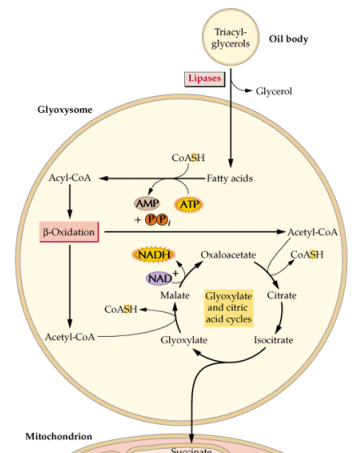 Triacyl-
glycerols
Oil body
Lipases
Glycerol
Glyoxysome
CoASH
Acyl-CoA
Fatty acids
AMP
ATP
+ P P i
β-Oxidation
Acetyl-CoA
NADH
Oxaloacetate
CoASH
NAD+
Malate
Glyoxylate
and citric
acid cycles
Citrate
CoASH
Acetyl-CoA
Glyoxylate
Isocitrate
Mitochondrion
Succinate